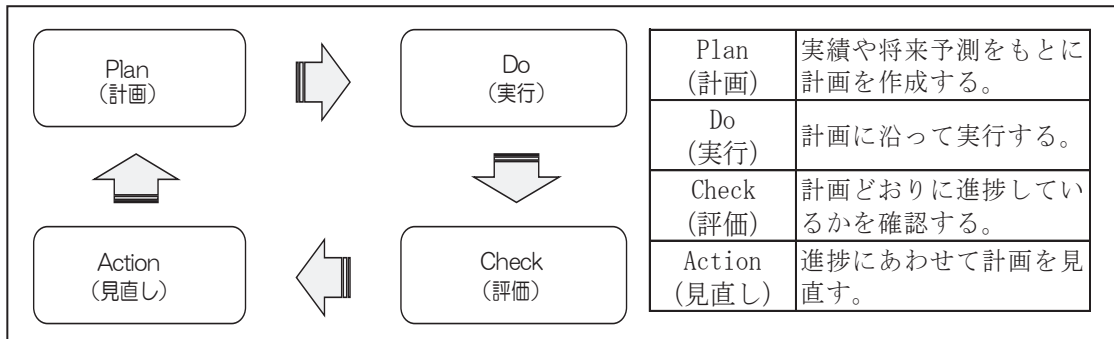 Plan
（計画）
Do
（実行）
Action
（見直し）
Check
（評価）
Plan
(計画)
実績や将来予測をもとに
計画を作成する。
Do
(実行)
計画に沿って実行する。
Check
(評価)
計画どおりに進捗してい
るかを確認する。
Action
(見直し)
進捗にあわせて計画を見
直す。